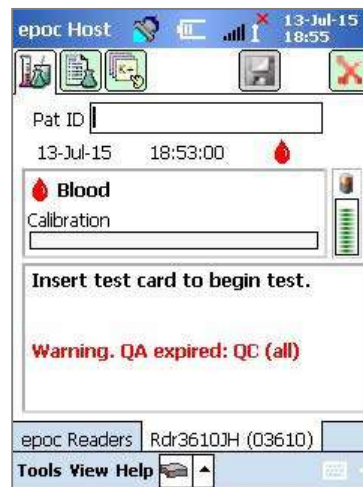 epoc Host
13-Jul-15
18:55
K+
Pat ID
13-Jul-15 18:53:00
Blood
Calibration
Insert test card to begin test.
Warning. QA expired: QC (all)
epoc Readers Rdr3610JH (03610)
Tools View Help